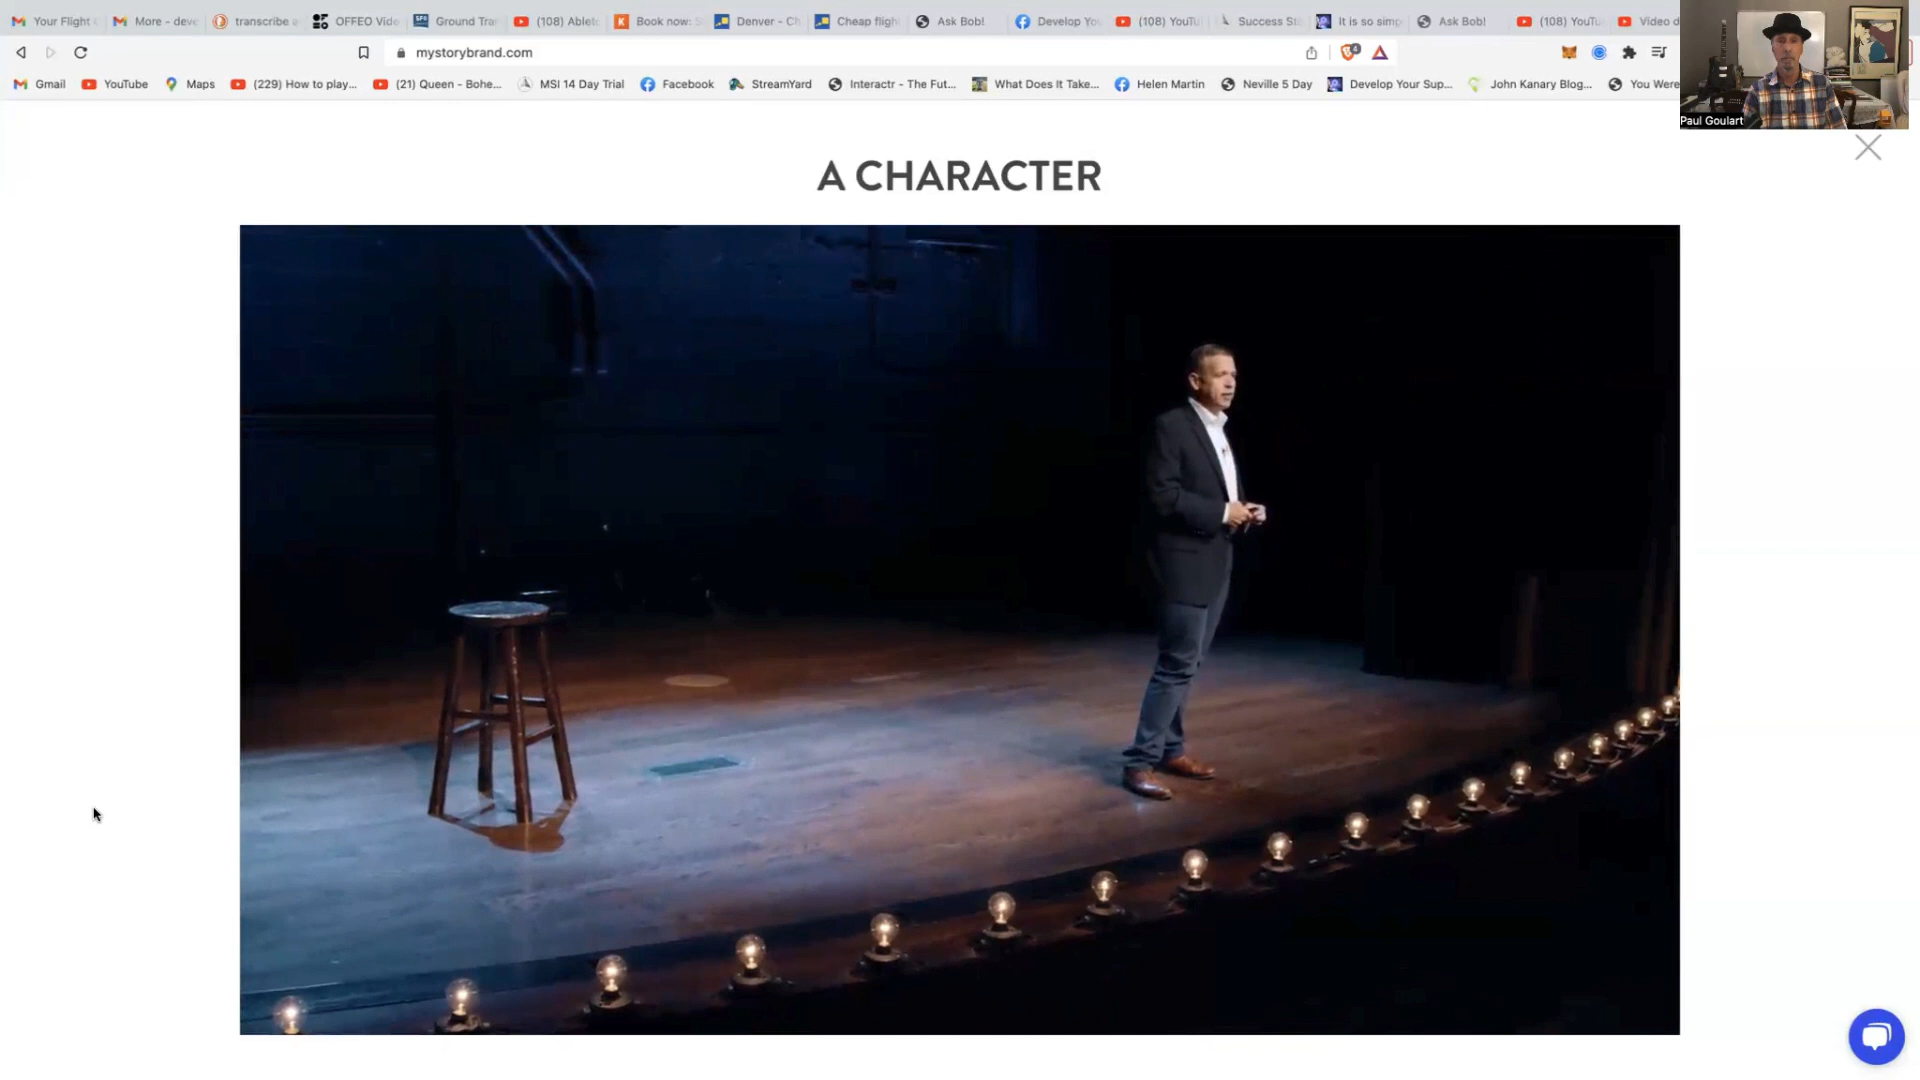 Your Flight
More - deve
transcribe a
OFFEO Vid
Ground Tra
(108) Ablet
Book now: S
Denver - Ch
Cheap fligh
Ask Bob!
Develop You
(108) YouTu
Success St
It is so simp
Ask Bob!
(108) YouTu
Video d
mystorybrand.com
4
Gmail
YouTube
Maps
(229) How to play...
(21) Queen - Bohe...
MSI 14 Day Trial
Facebook
StreamYard
Interactr - The Fut...
What Does It Take...
Helen Martin
Neville 5 Day
Develop Your Sup...
John Kanary Blog...
You Were
Paul Goulart
A CHARACTER